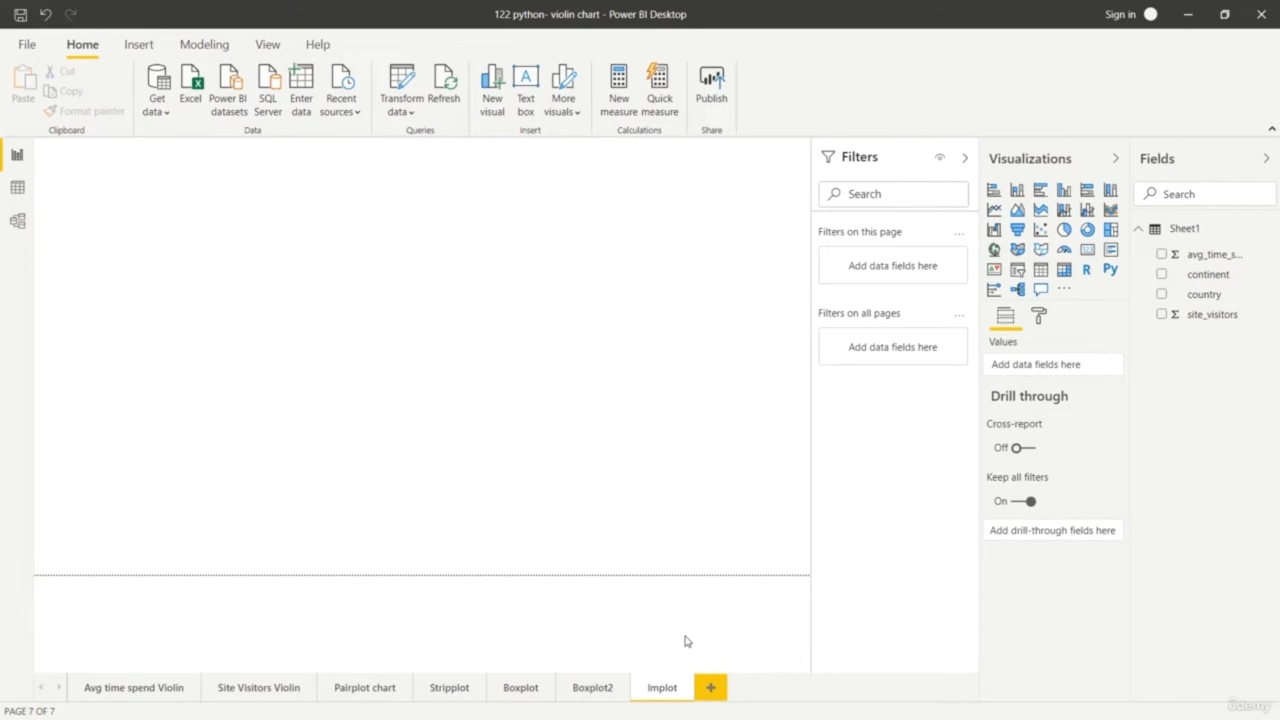 122 python- violin chart - Power BI Desktop
Sign in
File Home Insert Modeling View Help
Paste
Cut
Copy
Format painter
Clipboard
Get data
Excel
Power BI datasets
SQL Server
Enter data
Recent sources
Data
Transform data
Refresh
Queries
New visual
Text box
More visuals
Insert
New measure
Quick measure
Calculations
Publish
Share
Filters
Search
Filters on this page
...
Add data fields here
Filters on all pages
...
Add data fields here
Visualizations
R
Py
...
Values
Add data fields here
Drill through
Cross-report
Off
Keep all filters
On
Add drill-through fields here
Fields
Search
Sheet1
Σ avg_time_s...
continent
country
Σ site_visitors
Avg time spend Violin
Site Visitors Violin
Pairplot chart
Stripplot
Boxplot
Boxplot2
lmplot
+
PAGE 7 OF 7
ûdemy